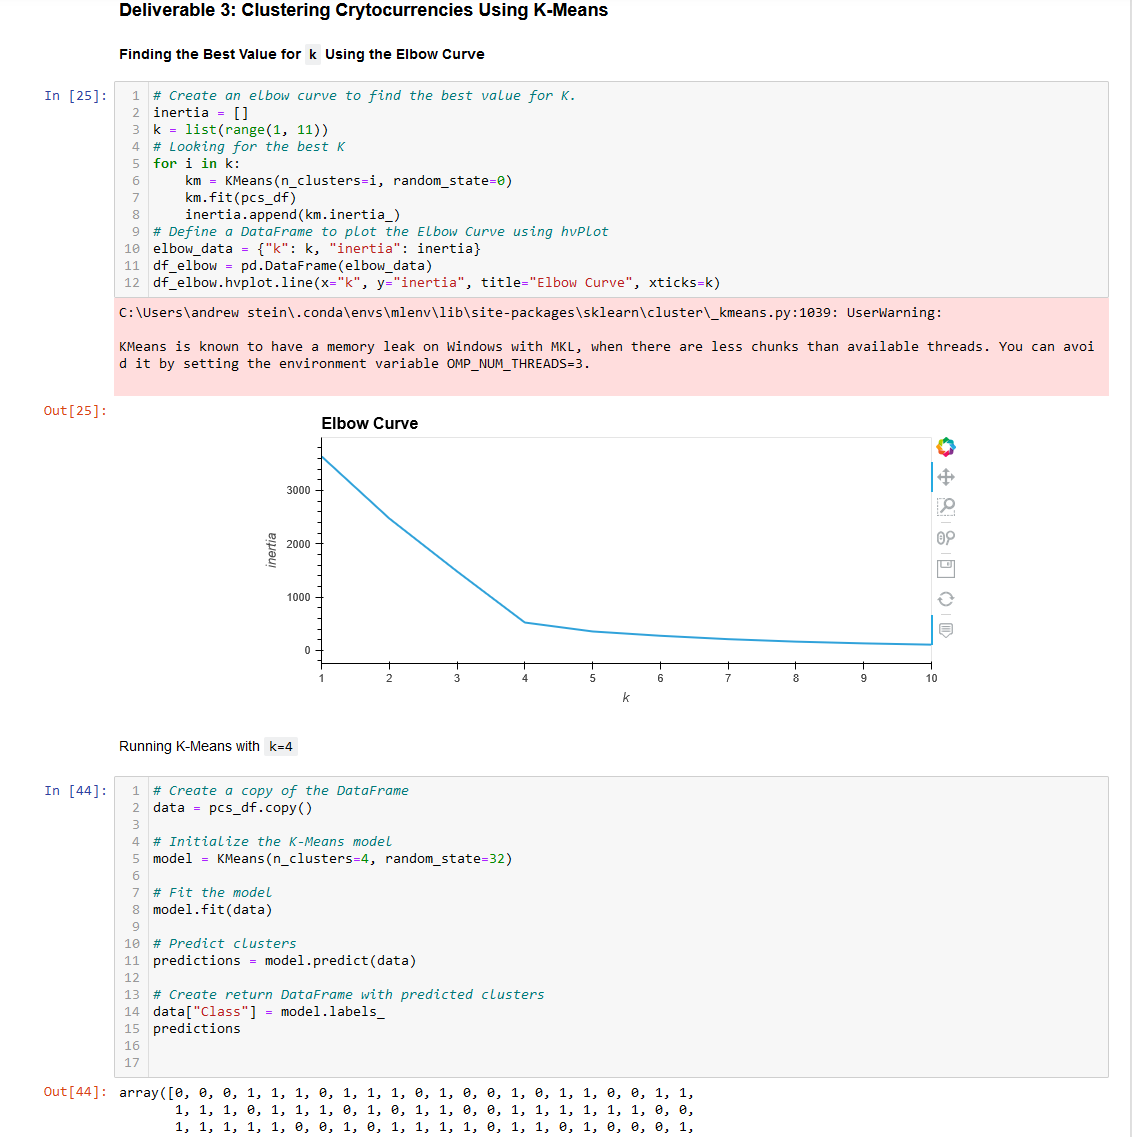 Deliverable 3: Clustering Crytocurrencies Using K-Means
Finding the Best Value for k Using the Elbow Curve
In [25]:
1 # Create an elbow curve to find the best value for K.
2 inertia = []
3 k = list(range(1, 11))
4 # Looking for the best K
5 for i in k:
6     km = KMeans(n_clusters=i, random_state=0)
7     km.fit(pcs_df)
8     inertia.append(km.inertia_)
9 # Define a DataFrame to plot the Elbow Curve using hvPlot
10 elbow_data = {"k": k, "inertia": inertia}
11 df_elbow = pd.DataFrame(elbow_data)
12 df_elbow.hvplot.line(x="k", y="inertia", title="Elbow Curve", xticks=k)
C:\Users\andrew stein\.conda\envs\mlenv\lib\site-packages\sklearn\cluster\_kmeans.py:1039: UserWarning:
KMeans is known to have a memory leak on Windows with MKL, when there are less chunks than available threads. You can avoi
d it by setting the environment variable OMP_NUM_THREADS=3.
Out[25]:
Elbow Curve
3000
2000
1000
0
inertia
1 2 3 4 5 6 7 8 9 10
k
Running K-Means with k=4
In [44]:
1 # Create a copy of the DataFrame
2 data = pcs_df.copy()
3
4 # Initialize the K-Means model
5 model = KMeans(n_clusters=4, random_state=32)
6
7 # Fit the model
8 model.fit(data)
9
10 # Predict clusters
11 predictions = model.predict(data)
12
13 # Create return DataFrame with predicted clusters
14 data["Class"] = model.labels_
15 predictions
16
17
Out[44]: array([0, 0, 0, 1, 1, 1, 0, 1, 1, 1, 0, 1, 0, 0, 1, 0, 1, 1, 0, 0, 1, 1,
1, 1, 1, 0, 1, 1, 1, 0, 1, 0, 1, 1, 0, 0, 1, 1, 1, 1, 1, 1, 0, 0,
1, 1, 1, 1, 1, 0, 0, 1, 0, 1, 1, 1, 1, 0, 1, 1, 0, 1, 0, 0, 0, 1,